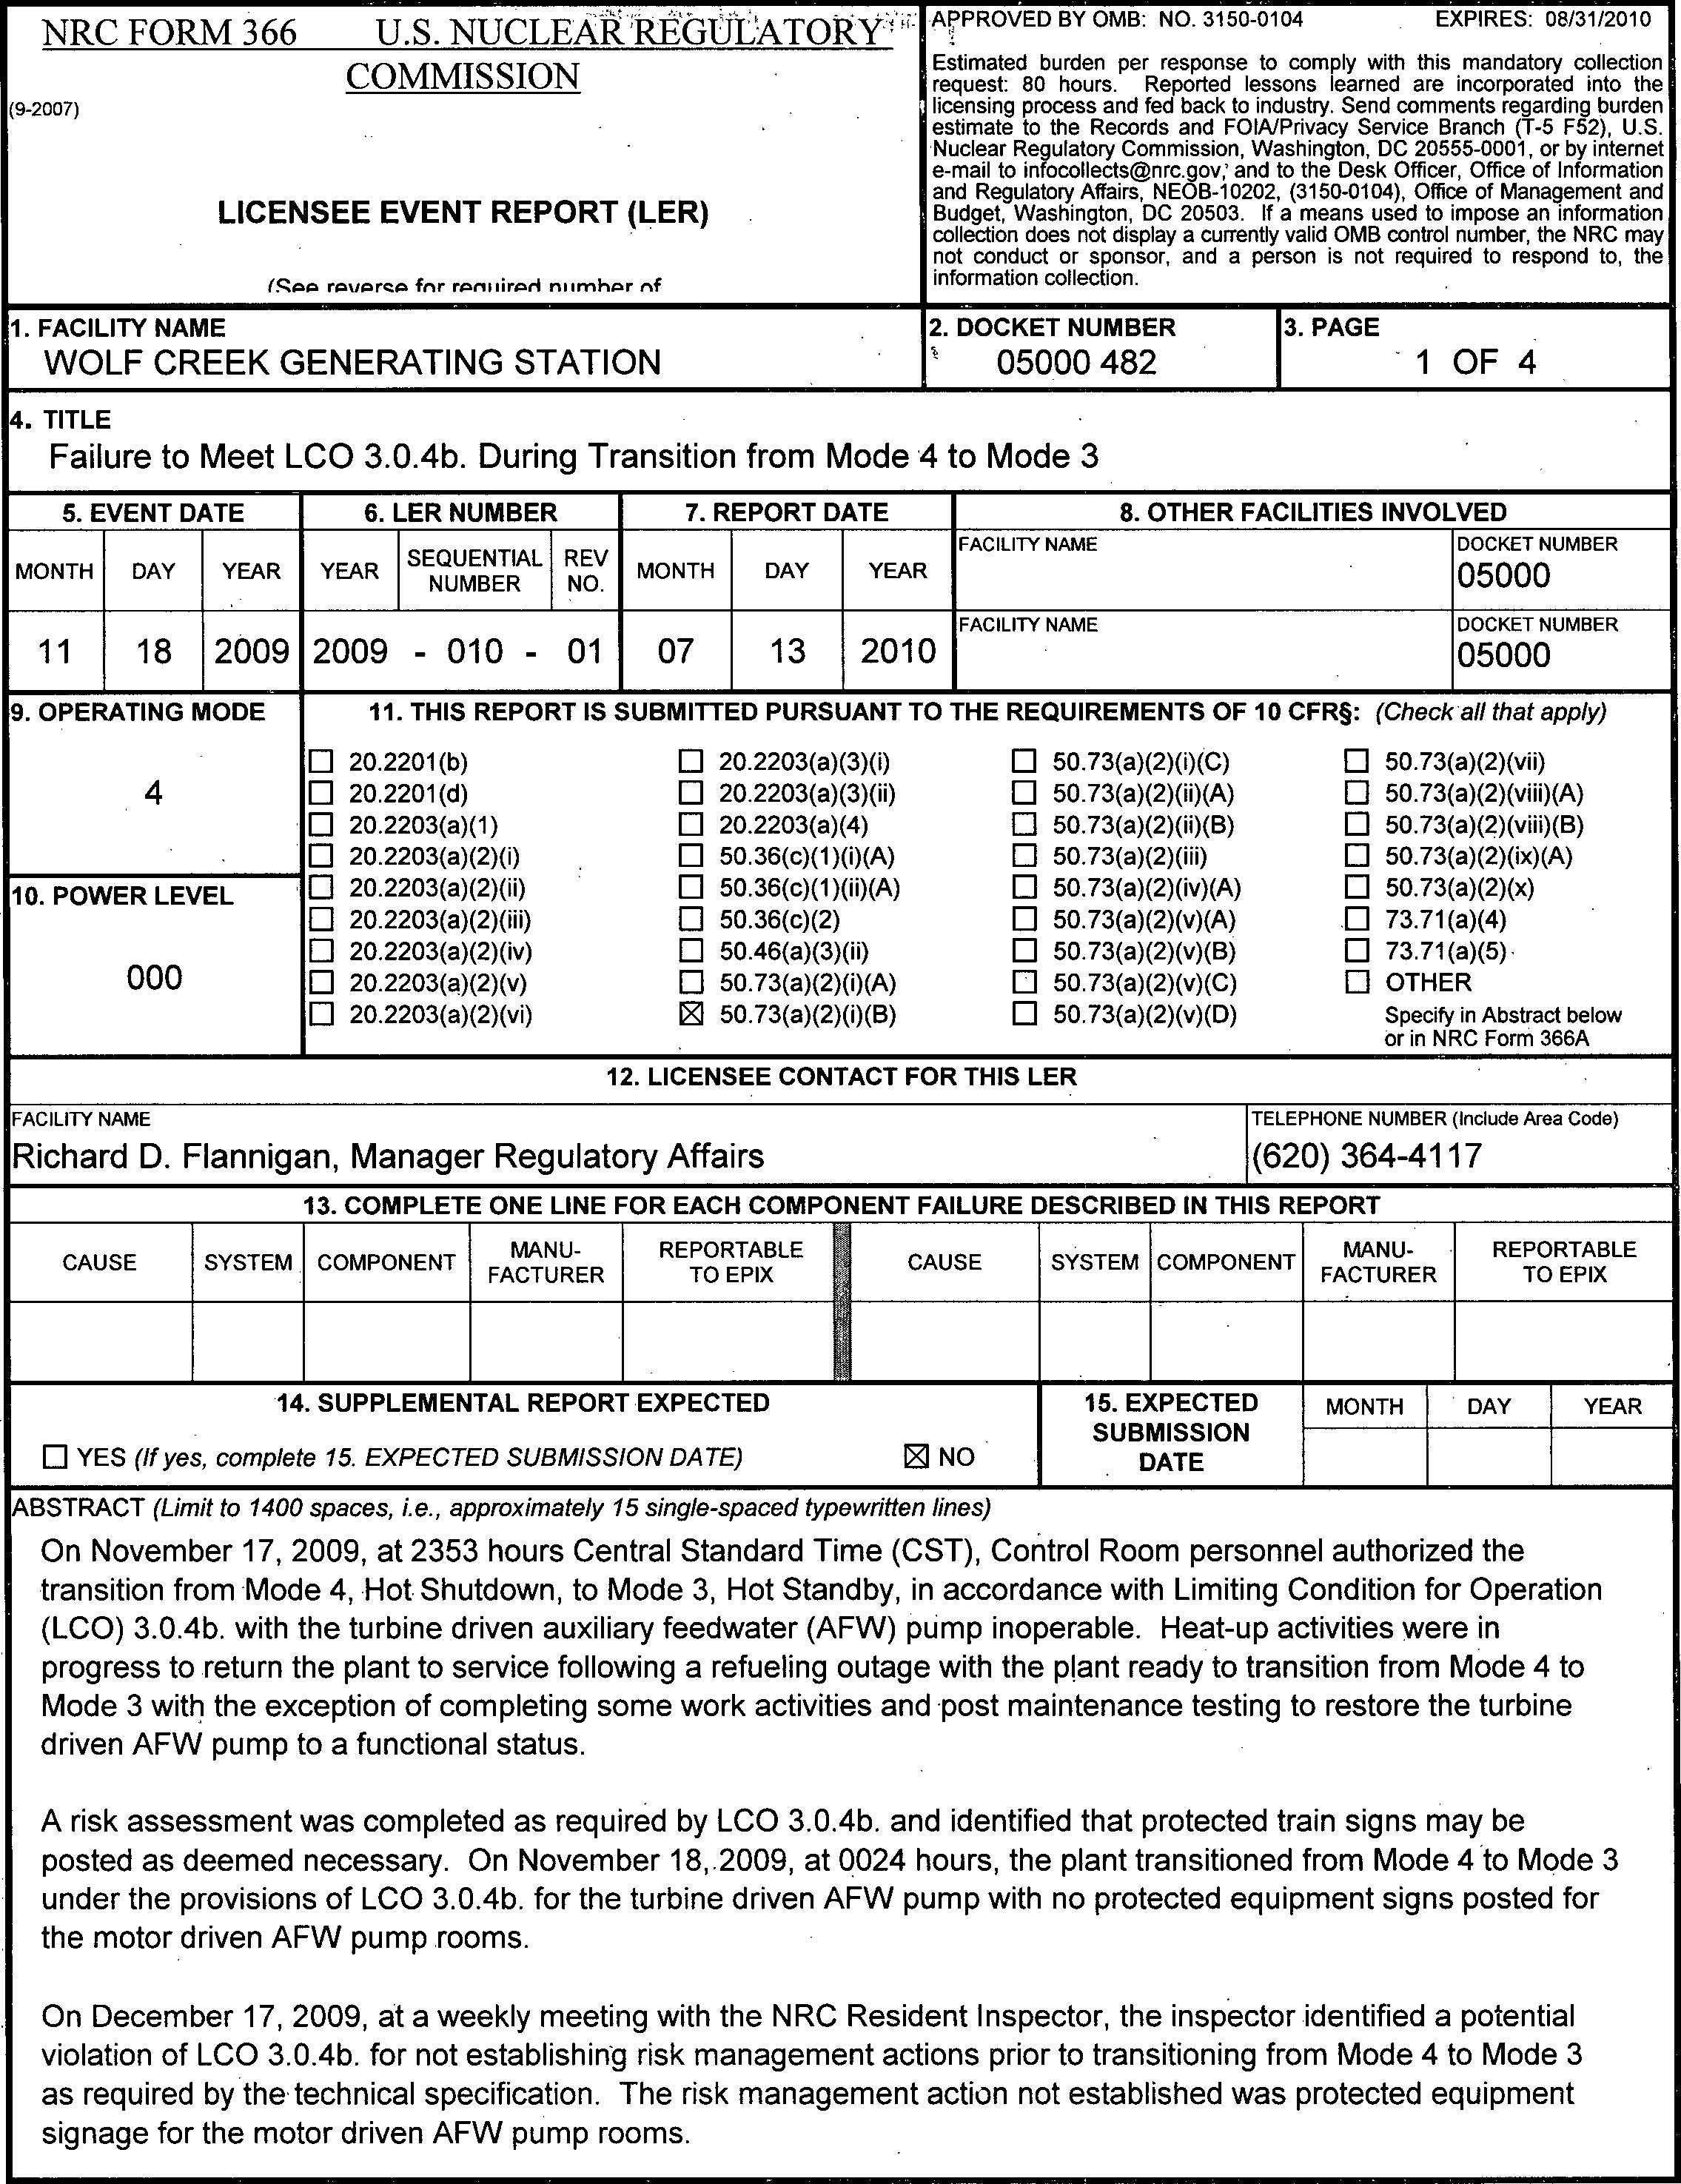 NRC FORM 366 U.S. NUCLEAR REGULATORY
COMMISSION
(9-2007)
LICENSEE EVENT REPORT (LER)
(See reverse for required number of
APPROVED BY OMB: NO. 3150-0104 EXPIRES: 08/31/2010
Estimated burden per response to comply with this mandatory collection
request: 80 hours. Reported lessons learned are incorporated into the
licensing process and fed back to industry. Send comments regarding burden
estimate to the Records and FOIA/Privacy Service Branch (T-5 F52), U.S.
Nuclear Regulatory Commission, Washington, DC 20555-0001, or by internet
e-mail to infocollects@nrc.gov, and to the Desk Officer, Office of Information
and Regulatory Affairs, NEOB-10202, (3150-0104), Office of Management and
Budget, Washington, DC 20503. If a means used to impose an information
collection does not display a currently valid OMB control number, the NRC may
not conduct or sponsor, and a person is not required to respond to, the
information collection.
1. FACILITY NAME
WOLF CREEK GENERATING STATION
2. DOCKET NUMBER
05000 482
3. PAGE
1 OF 4
4. TITLE
Failure to Meet LCO 3.0.4b. During Transition from Mode 4 to Mode 3
5. EVENT DATE 6. LER NUMBER 7. REPORT DATE 8. OTHER FACILITIES INVOLVED
MONTH DAY YEAR YEAR SEQUENTIAL NUMBER REV NO. MONTH DAY YEAR
FACILITY NAME DOCKET NUMBER
05000
11 18 2009 2009 - 010 - 01 07 13 2010
FACILITY NAME DOCKET NUMBER
05000
9. OPERATING MODE
4
10. POWER LEVEL
000
11. THIS REPORT IS SUBMITTED PURSUANT TO THE REQUIREMENTS OF 10 CFR§: (Check all that apply)
☐ 20.2201(b) ☐ 20.2203(a)(3)(i) ☐ 50.73(a)(2)(i)(C) ☐ 50.73(a)(2)(vii)
☐ 20.2201(d) ☐ 20.2203(a)(3)(ii) ☐ 50.73(a)(2)(ii)(A) ☐ 50.73(a)(2)(viii)(A)
☐ 20.2203(a)(1) ☐ 20.2203(a)(4) ☐ 50.73(a)(2)(ii)(B) ☐ 50.73(a)(2)(viii)(B)
☐ 20.2203(a)(2)(i) ☐ 50.36(c)(1)(i)(A) ☐ 50.73(a)(2)(iii) ☐ 50.73(a)(2)(ix)(A)
☐ 20.2203(a)(2)(ii) ☐ 50.36(c)(1)(ii)(A) ☐ 50.73(a)(2)(iv)(A) ☐ 50.73(a)(2)(x)
☐ 20.2203(a)(2)(iii) ☐ 50.36(c)(2) ☐ 50.73(a)(2)(v)(A) ☐ 73.71(a)(4)
☐ 20.2203(a)(2)(iv) ☐ 50.46(a)(3)(ii) ☐ 50.73(a)(2)(v)(B) ☐ 73.71(a)(5)
☐ 20.2203(a)(2)(v) ☐ 50.73(a)(2)(i)(A) ☐ 50.73(a)(2)(v)(C) ☐ OTHER
☐ 20.2203(a)(2)(vi) ☒ 50.73(a)(2)(i)(B) ☐ 50.73(a)(2)(v)(D) Specify in Abstract below
or in NRC Form 366A
12. LICENSEE CONTACT FOR THIS LER
FACILITY NAME
Richard D. Flannigan, Manager Regulatory Affairs
TELEPHONE NUMBER (Include Area Code)
(620) 364-4117
13. COMPLETE ONE LINE FOR EACH COMPONENT FAILURE DESCRIBED IN THIS REPORT
CAUSE SYSTEM COMPONENT MANU-FACTURER REPORTABLE TO EPIX CAUSE SYSTEM COMPONENT MANU-FACTURER REPORTABLE TO EPIX
14. SUPPLEMENTAL REPORT EXPECTED
☐ YES (If yes, complete 15. EXPECTED SUBMISSION DATE) ☒ NO
15. EXPECTED
SUBMISSION
DATE
MONTH DAY YEAR
ABSTRACT (Limit to 1400 spaces, i.e., approximately 15 single-spaced typewritten lines)
On November 17, 2009, at 2353 hours Central Standard Time (CST), Control Room personnel authorized the
transition from Mode 4, Hot Shutdown, to Mode 3, Hot Standby, in accordance with Limiting Condition for Operation
(LCO) 3.0.4b. with the turbine driven auxiliary feedwater (AFW) pump inoperable. Heat-up activities were in
progress to return the plant to service following a refueling outage with the plant ready to transition from Mode 4 to
Mode 3 with the exception of completing some work activities and post maintenance testing to restore the turbine
driven AFW pump to a functional status.
A risk assessment was completed as required by LCO 3.0.4b. and identified that protected train signs may be
posted as deemed necessary. On November 18, 2009, at 0024 hours, the plant transitioned from Mode 4 to Mode 3
under the provisions of LCO 3.0.4b. for the turbine driven AFW pump with no protected equipment signs posted for
the motor driven AFW pump rooms.
On December 17, 2009, at a weekly meeting with the NRC Resident Inspector, the inspector identified a potential
violation of LCO 3.0.4b. for not establishing risk management actions prior to transitioning from Mode 4 to Mode 3
as required by the technical specification. The risk management action not established was protected equipment
signage for the motor driven AFW pump rooms.